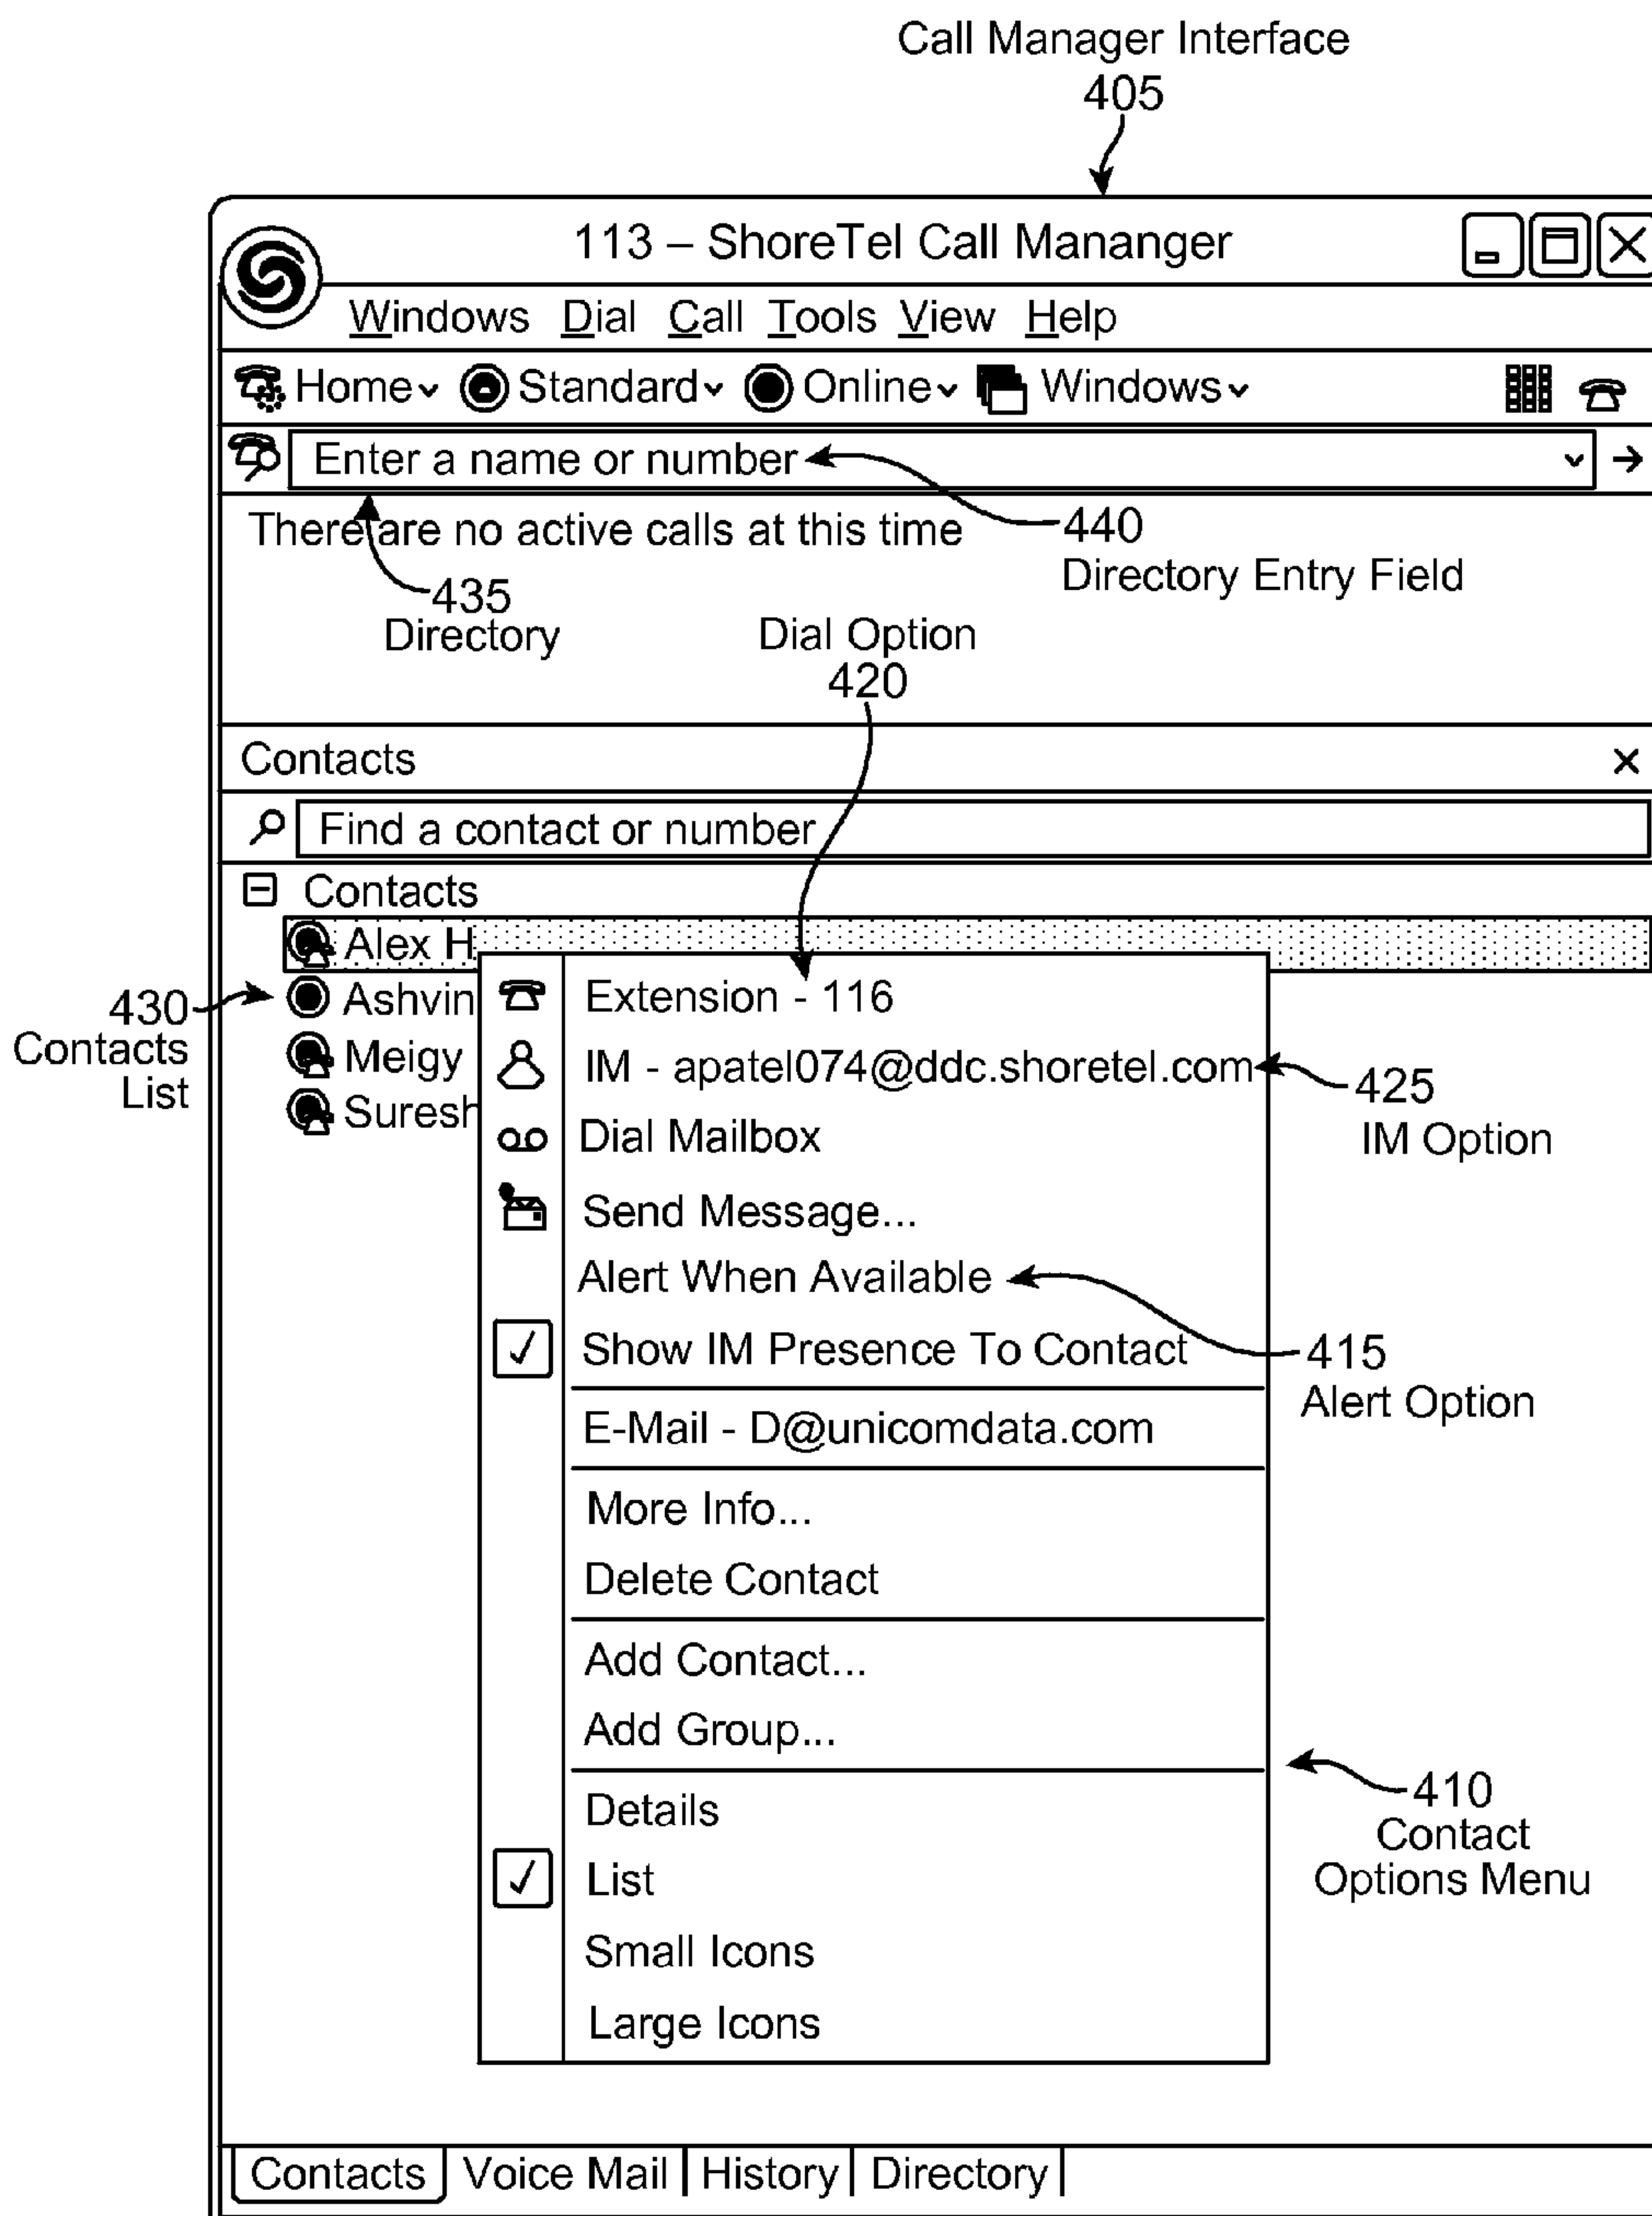 Call Manager Interface
405
113 – ShoreTel Call Mananger
Windows Dial Call Tools View Help
Home Standard Online Windows
Enter a name or number
There are no active calls at this time
440
Directory Entry Field
435
Directory
Dial Option
420
Contacts
Find a contact or number
Contacts
Alex H
430
Contacts
List
Ashvin
Meigy
Suresh
Extension - 116
IM - apatel074@ddc.shoretel.com
425
IM Option
Dial Mailbox
Send Message...
Alert When Available
Show IM Presence To Contact
415
Alert Option
E-Mail - D@unicomdata.com
More Info...
Delete Contact
Add Contact...
Add Group...
410
Contact
Options Menu
Details
List
Small Icons
Large Icons
Contacts Voice Mail History Directory